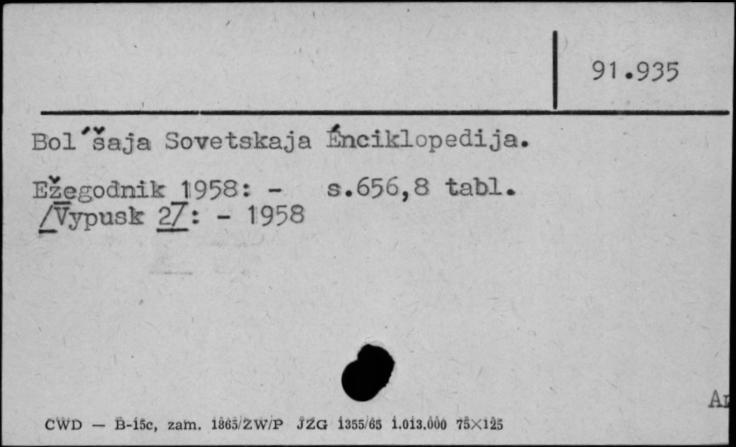 91.935
Bol´šaja Sovetskaja Énciklopedija.
Ežegodnik 1958: - s.656,8 tabl.
/Vypusk 2/: - 1958
CWD — B-15c, zam. 1865/ZW/P JZG 1355/65 1.013.000 75×125